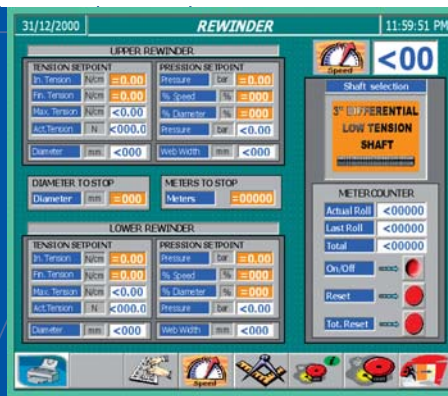 31/12/2000 REWINDER 11:59:51 PM
UPPER REWINDER
TENSION SETPOINT
In. Tension N/cm =0.00
Fin. Tension N/cm =0.00
Max. Tension N/cm <0.00
Act.Tension N <000.0
Diameter mm <000
PRESSION SETPOINT
Pressure bar =0.00
% Speed % =000
% Diameter % =000
Pressure bar <0.00
Web Width mm <000
DIAMETER TO STOP
Diameter mm =000
METERS TO STOP
Meters =00000
LOWER REWINDER
TENSION SETPOINT
In. Tension N/cm =0.00
Fin. Tension N/cm =0.00
Max. Tension N/cm <0.00
Act.Tension N <000.0
Diameter mm <000
PRESSION SETPOINT
Pressure bar =0.00
% Speed % =000
% Diameter % =000
Pressure bar <0.00
Web Width mm <000
Speed <00
Shaft selection
3" DIFFERENTIAL
LOW TENSION
SHAFT
METERCOUNTER
Actual Roll <00000
Last Roll <00000
Total <00000
On/Off
Reset
Tot. Reset
Speed
i